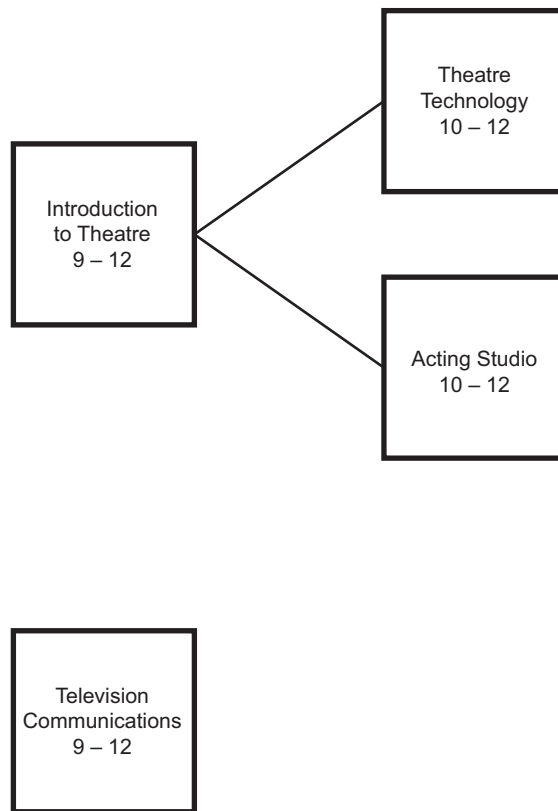 Theatre
Technology
10 – 12
Introduction
to Theatre
9 – 12
Acting Studio
10 – 12
Television
Communications
9 – 12